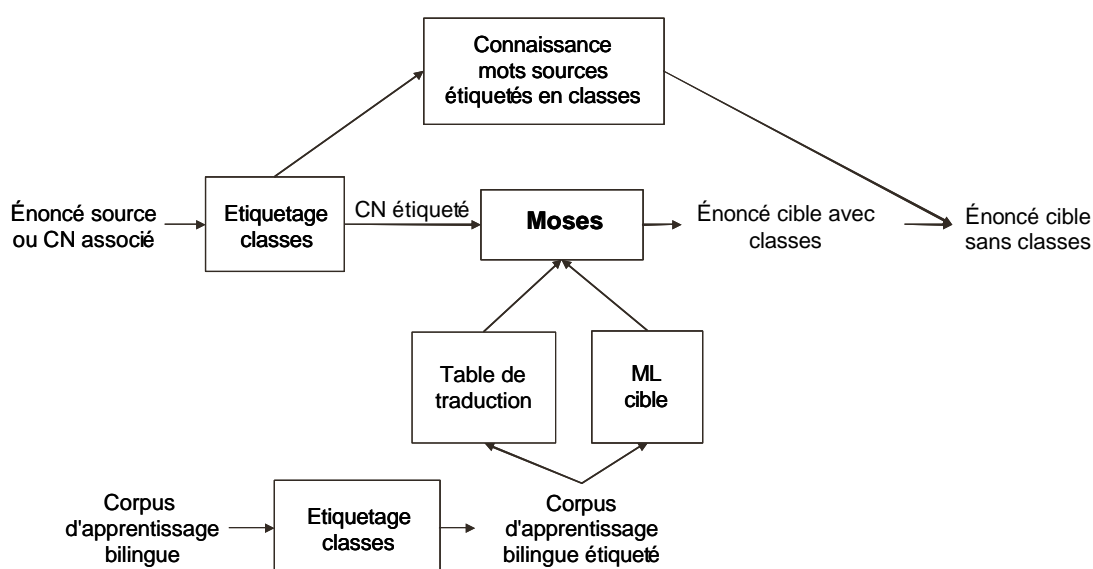 Connaissance
mots sources
étiquetés en classes
Énoncé source
ou CN associé
Etiquetage
classes
CN étiqueté
Moses
Énoncé cible avec
classes
Énoncé cible
sans classes
Table de
traduction
ML
cible
Corpus
d'apprentissage
bilingue
Etiquetage
classes
Corpus
d'apprentissage
bilingue étiqueté